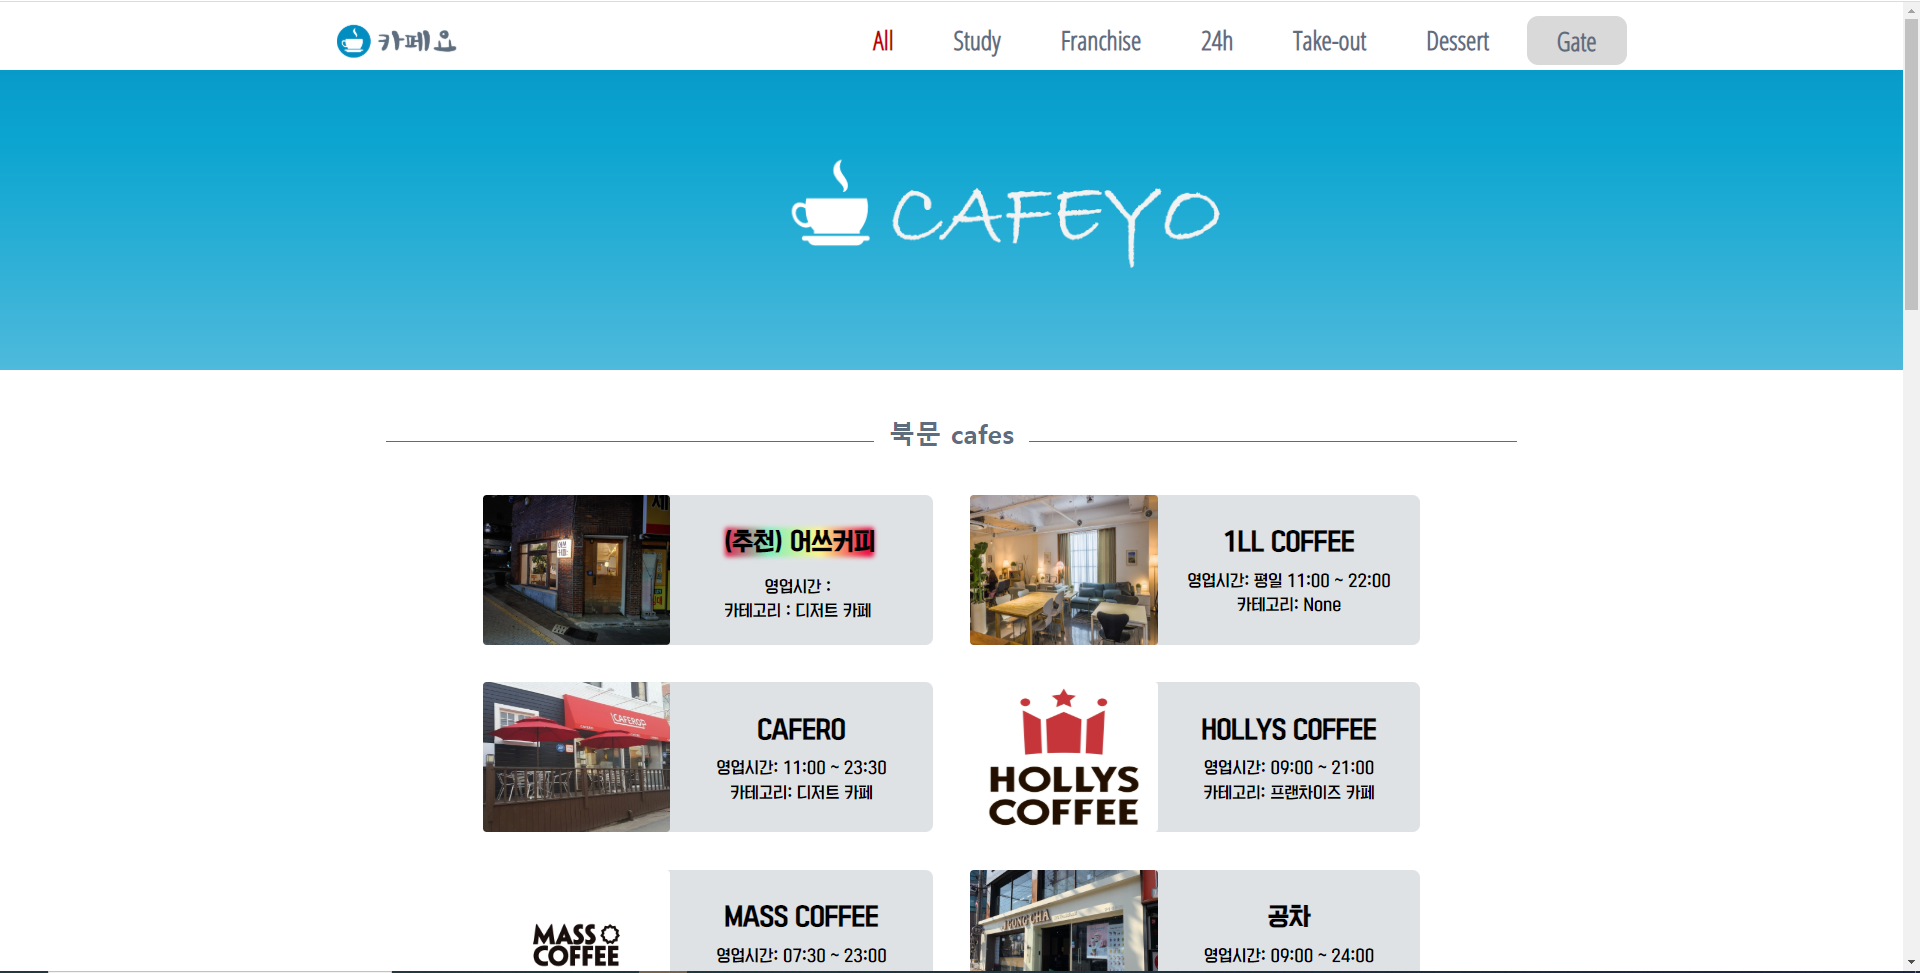 카페요
All Study Franchise 24h Take-out Dessert Gate
CAFEYO
북문 cafes
(추천) 어쓰커피
영업시간 :
카테고리 : 디저트 카페
1LL COFFEE
영업시간: 평일 11:00 ~ 22:00
카테고리: None
CAFERO
CAFERO
영업시간: 11:00 ~ 23:30
카테고리: 디저트 카페
HOLLYS
COFFEE
HOLLYS COFFEE
영업시간: 09:00 ~ 21:00
카테고리: 프랜차이즈 카페
MASS
COFFEE
MASS COFFEE
영업시간: 07:30 ~ 23:00
GONG CHA
공차
영업시간: 09:00 ~ 24:00